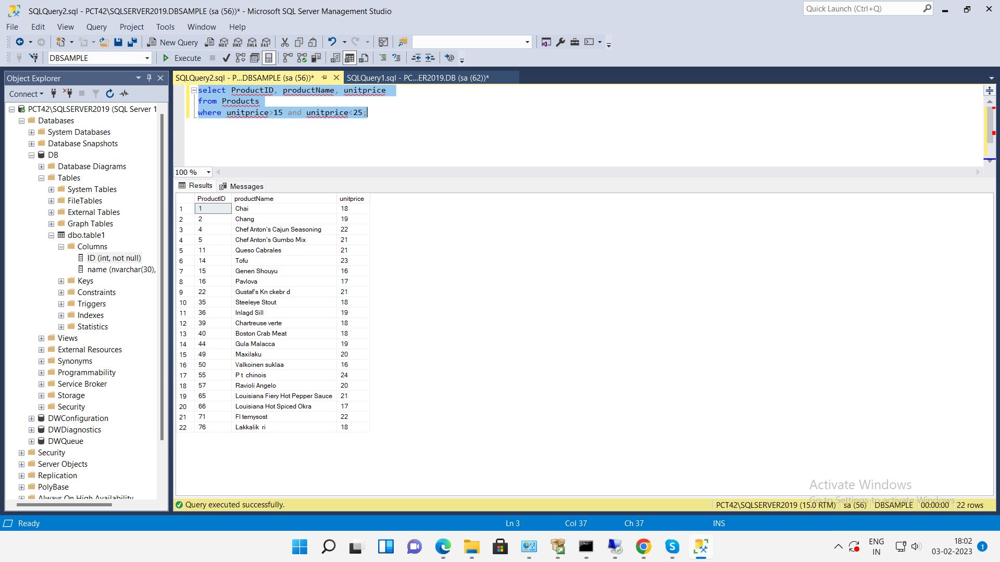 SQLQuery2.sql - PCT42\SQLSERVER2019.DBSAMPLE (sa (56))* - Microsoft SQL Server Management Studio
Quick Launch (Ctrl+Q)
File Edit View Query Project Tools Window Help
New Query MDX DMX XMLA DAX
DBSAMPLE Execute
Object Explorer
SQLQuery2.sql - P...DBSAMPLE (sa (56))* SQLQuery1.sql - PC...ER2019.DB (sa (62))*
Connect
select ProductID, productName, unitprice
from Products
where unitprice>15 and unitprice<25;
PCT42\SQLSERVER2019 (SQL Server 1
Databases
System Databases
Database Snapshots
DB
Database Diagrams
Tables
System Tables
FileTables
External Tables
Graph Tables
dbo.table1
Columns
ID (int, not null)
name (nvarchar(30),
Keys
Constraints
Triggers
Indexes
Statistics
Views
External Resources
Synonyms
Programmability
Service Broker
Storage
Security
DWConfiguration
DWDiagnostics
DWQueue
Security
Server Objects
Replication
PolyBase
Always On High Availability
100 %
Results Messages
ProductID productName unitprice
1 1 Chai 18
2 2 Chang 19
3 4 Chef Anton's Cajun Seasoning 22
4 5 Chef Anton's Gumbo Mix 21
5 11 Queso Cabrales 21
6 14 Tofu 23
7 15 Genen Shouyu 16
8 16 Pavlova 17
9 22 Gustaf's Kn ckebr d 21
10 35 Steeleye Stout 18
11 36 Inlagd Sill 19
12 39 Chartreuse verte 18
13 40 Boston Crab Meat 18
14 44 Gula Malacca 19
15 49 Maxilaku 20
16 50 Valkoinen suklaa 16
17 55 P t chinois 24
18 57 Ravioli Angelo 20
19 65 Louisiana Fiery Hot Pepper Sauce 21
20 66 Louisiana Hot Spiced Okra 17
21 71 Fl temysost 22
22 76 Lakkalik ri 18
Activate Windows
Go to Settings to activate Windows.
Query executed successfully. PCT42\SQLSERVER2019 (15.0 RTM) sa (56) DBSAMPLE 00:00:00 22 rows
Ready Ln 3 Col 37 Ch 37 INS
ENG
IN
18:02
03-02-2023
1